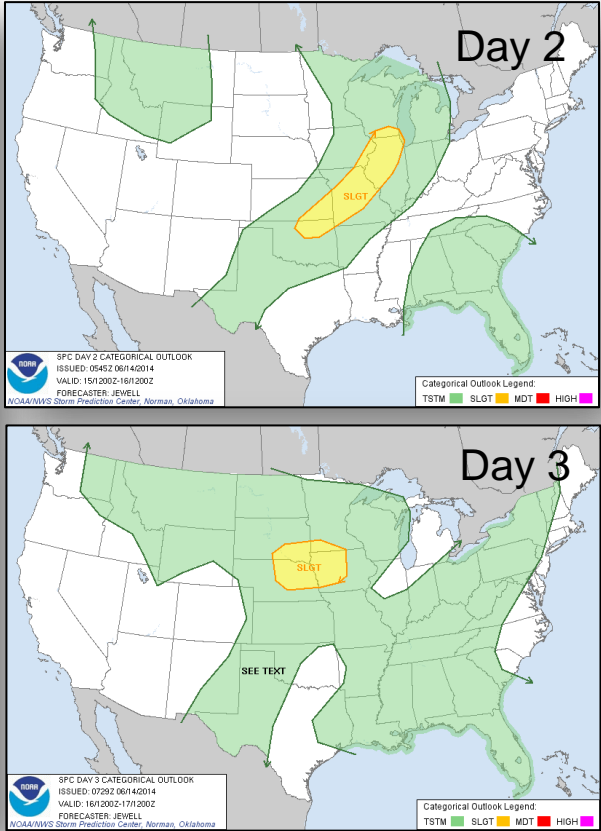 Day 2
SLGT
NOAA
SPC DAY 2 CATEGORICAL OUTLOOK
ISSUED: 0545Z 06/14/2014
VALID: 15/1200Z-16/1200Z
FORECASTER: JEWELL
NOAA/NWS Storm Prediction Center, Norman, Oklahoma
Categorical Outlook Legend:
TSTM SLGT MDT HIGH
Day 3
SLGT
SEE TEXT
NOAA
SPC DAY 3 CATEGORICAL OUTLOOK
ISSUED: 0729Z 06/14/2014
VALID: 16/1200Z-17/1200Z
FORECASTER: JEWELL
NOAA/NWS Storm Prediction Center, Norman, Oklahoma
Categorical Outlook Legend:
TSTM SLGT MDT HIGH